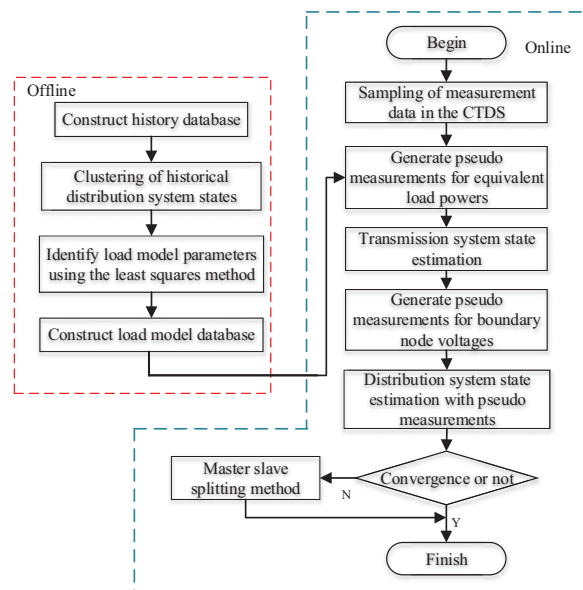 Offline
Construct history database
Clustering of historical
distribution system states
Identify load model parameters
using the least squares method
Construct load model database
Online
Begin
Sampling of measurement
data in the CTDS
Generate pseudo
measurements for equivalent
load powers
Transmission system state
estimation
Generate pseudo
measurements for boundary
node voltages
Distribution system state
estimation with pseudo
measurements
Convergence or not
N
Master slave
splitting method
Y
Finish